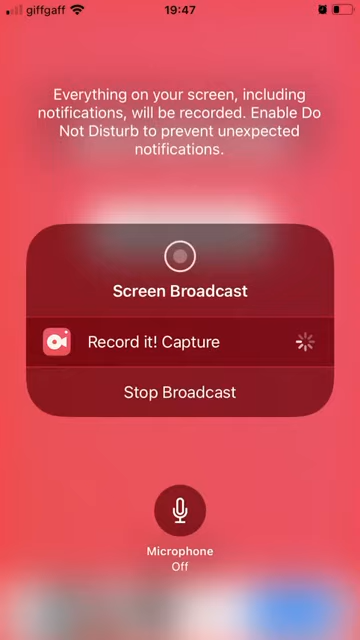 giffgaff
19:47
Everything on your screen, including
notifications, will be recorded. Enable Do
Not Disturb to prevent unexpected
notifications.
Screen Broadcast
Record it! Capture
Stop Broadcast
Microphone
Off